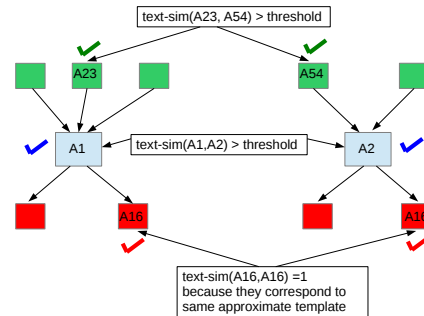 text-sim(A23, A54) > threshold
A23
A54
text-sim(A1,A2) > threshold
A1
A2
A16
A16
text-sim(A16,A16) =1
because they correspond to
same approximate template